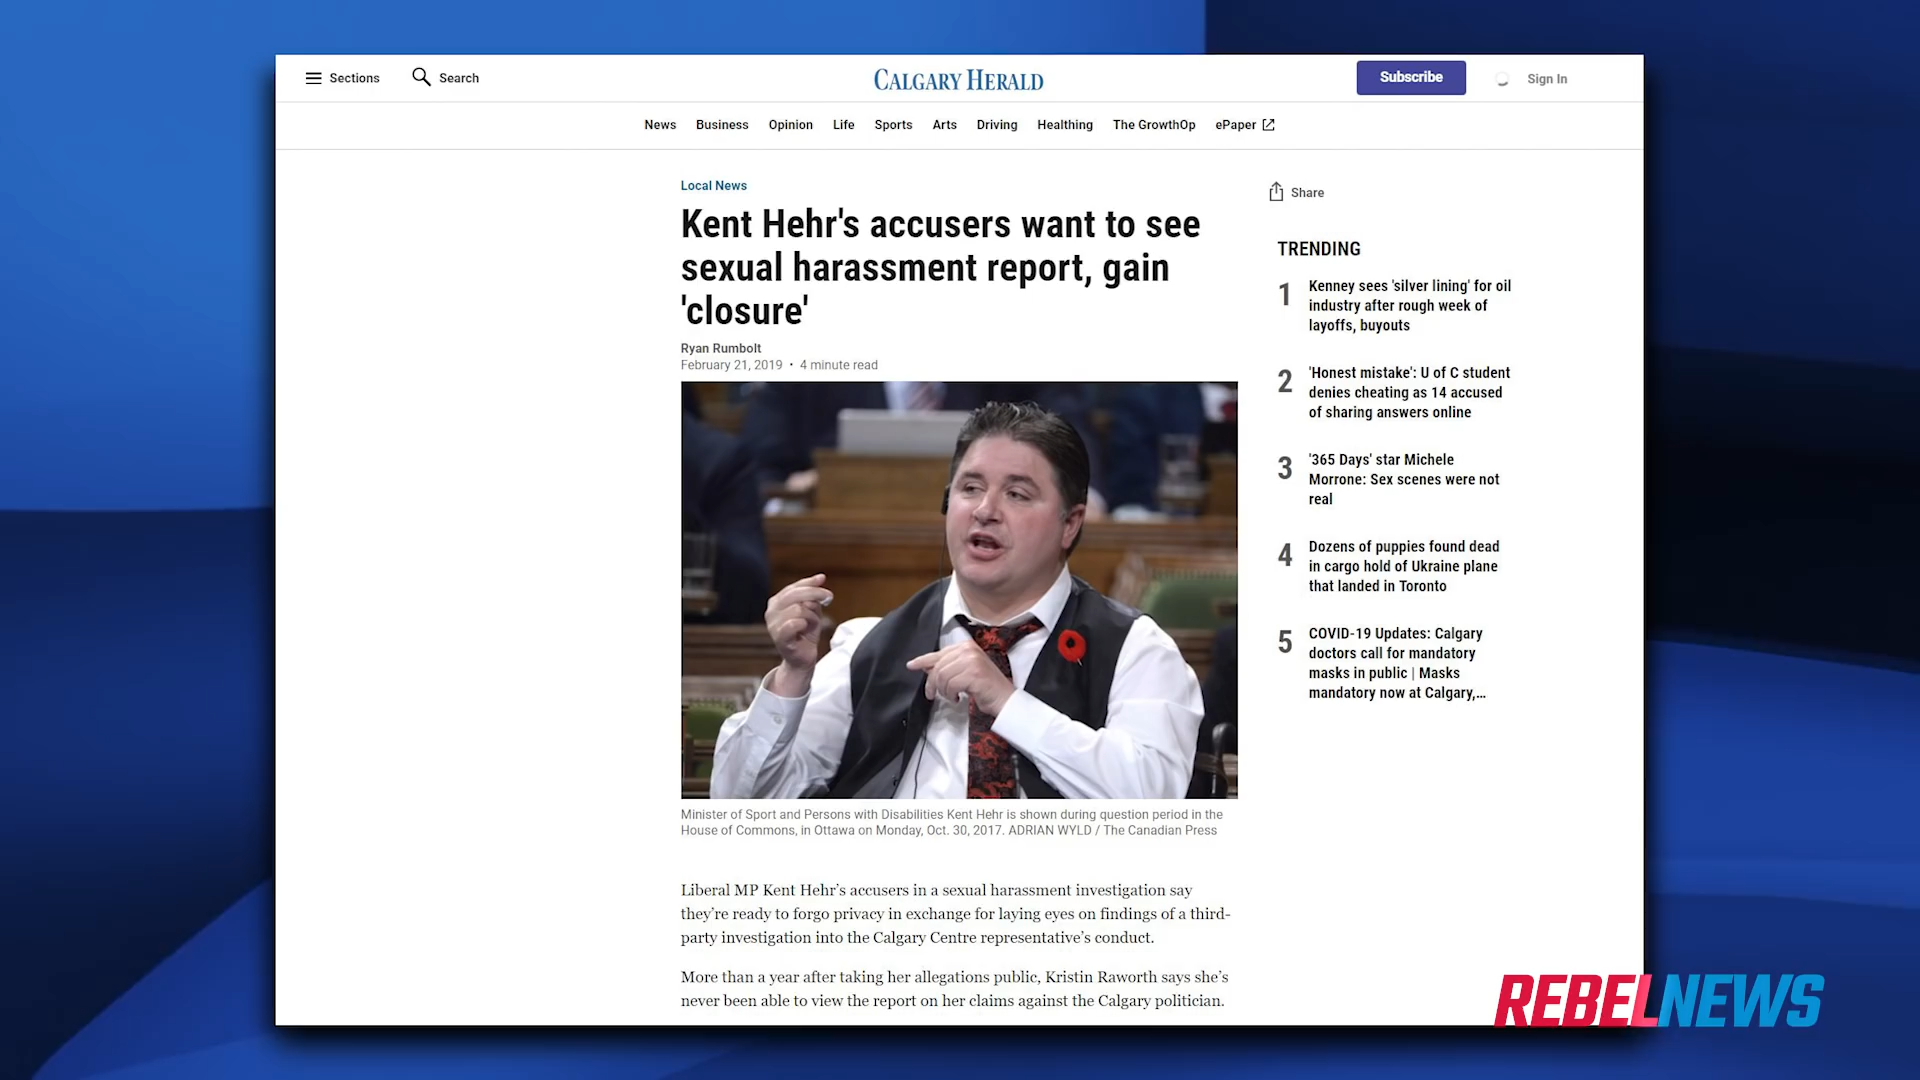 Sections
Search
CALGARY HERALD
Subscribe
Sign In
News
Business
Opinion
Life
Sports
Arts
Driving
Healthing
The GrowthOp
ePaper
Local News
Kent Hehr's accusers want to see
sexual harassment report, gain
'closure'
Ryan Rumbolt
February 21, 2019 • 4 minute read
Minister of Sport and Persons with Disabilities Kent Hehr is shown during question period in the
House of Commons, in Ottawa on Monday, Oct. 30, 2017. ADRIAN WYLD / The Canadian Press
Liberal MP Kent Hehr's accusers in a sexual harassment investigation say
they're ready to forgo privacy in exchange for laying eyes on findings of a third-
party investigation into the Calgary Centre representative's conduct.
More than a year after taking her allegations public, Kristin Raworth says she's
never been able to view the report on her claims against the Calgary politician.
Share
TRENDING
1
Kenney sees 'silver lining' for oil
industry after rough week of
layoffs, buyouts
2
'Honest mistake': U of C student
denies cheating as 14 accused
of sharing answers online
3
'365 Days' star Michele
Morrone: Sex scenes were not
real
4
Dozens of puppies found dead
in cargo hold of Ukraine plane
that landed in Toronto
5
COVID-19 Updates: Calgary
doctors call for mandatory
masks in public | Masks
mandatory now at Calgary,...
REBELNEWS